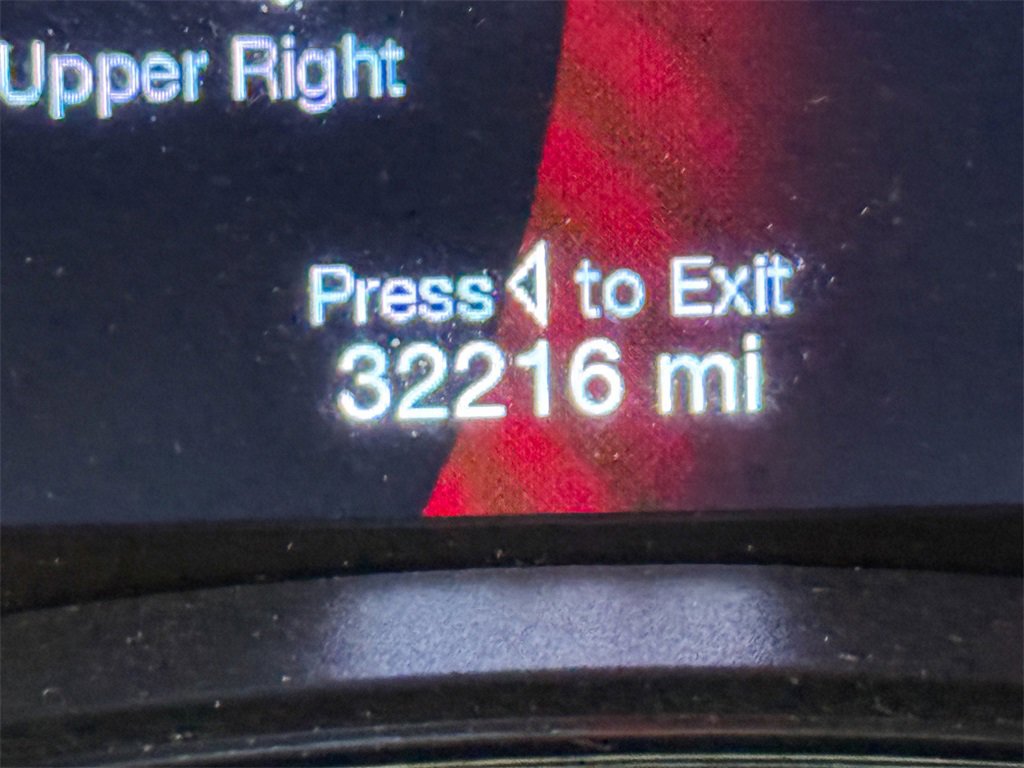 Upper Right
Press ◁ to Exit
32216 mi